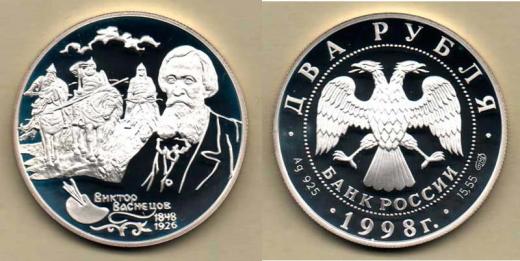 ВИКТОР
ВАСНЕЦОВ
1848
1926
ДВА РУБЛЯ
Ag 925
БАНК РОССИИ
15,55
1998г.